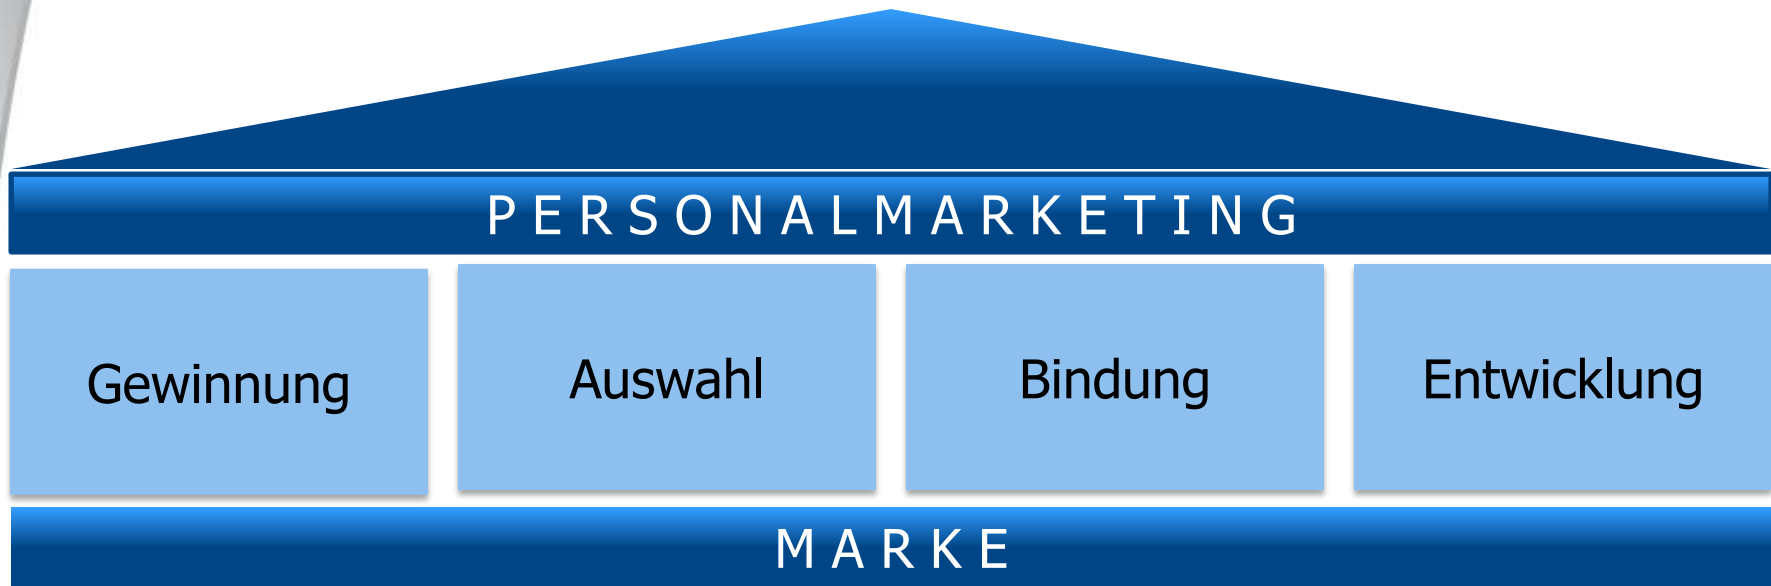 PERSONALMARKETING
Gewinnung
Auswahl
Bindung
Entwicklung
MARKE